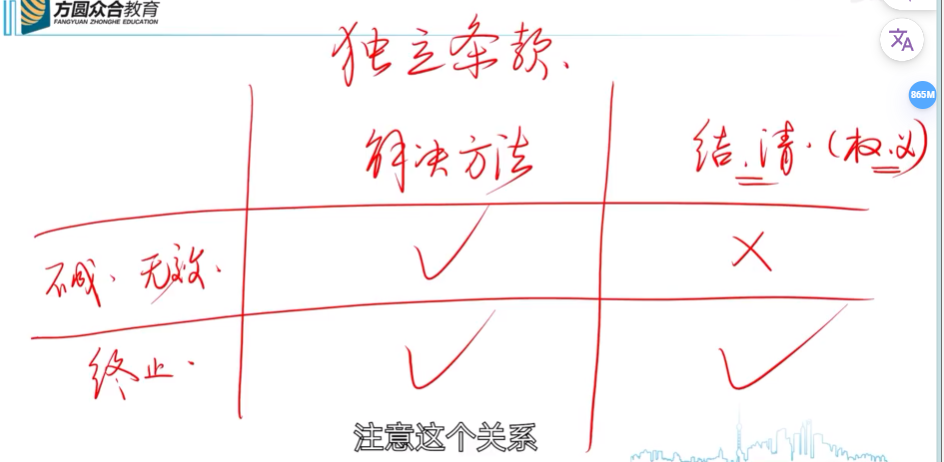 方圆众合教育
FANGYUAN ZHONGHE EDUCATION
865M
独立条款、
解决方法 结、清·(权、义)
不成、无效、 ✓ ×
终止、 ✓ ✓
注意这个关系